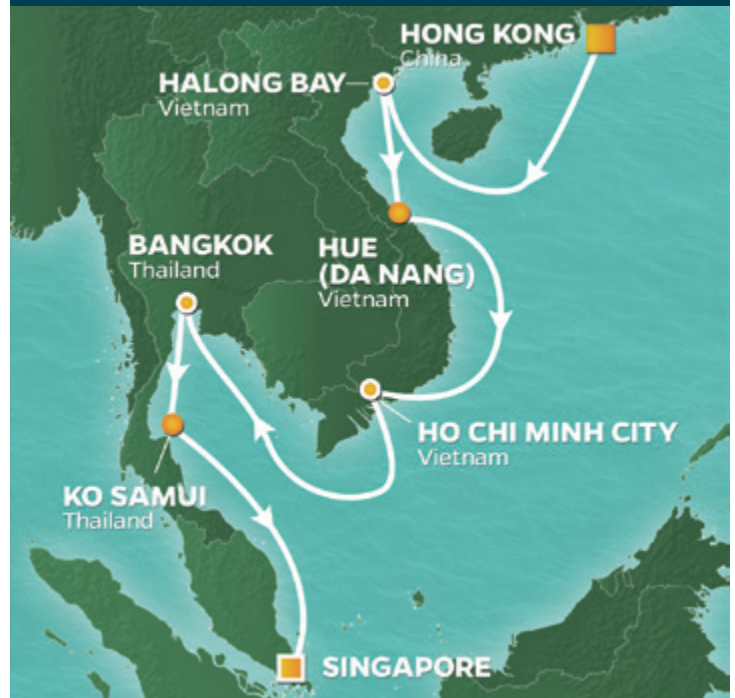 HONG KONG
China
HALONG BAY
Vietnam
BANGKOK
Thailand
HUE
(DA NANG)
Vietnam
HO CHI MINH CITY
Vietnam
KO SAMUI
Thailand
SINGAPORE